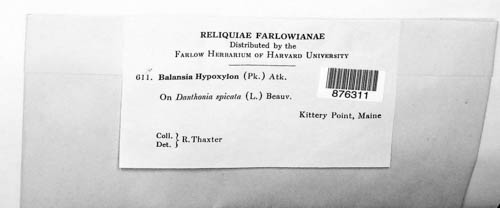 RELIQUIAE FARLOWIANAE
Distributed by the
FARLOW HERBARIUM OF HARVARD UNIVERSITY
611. Balansia Hypoxylon (Pk.) Atk.
876311
On Danthonia spicata (L.) Beauv.
Kittery Point, Maine
Coll. } R. Thaxter
Det.